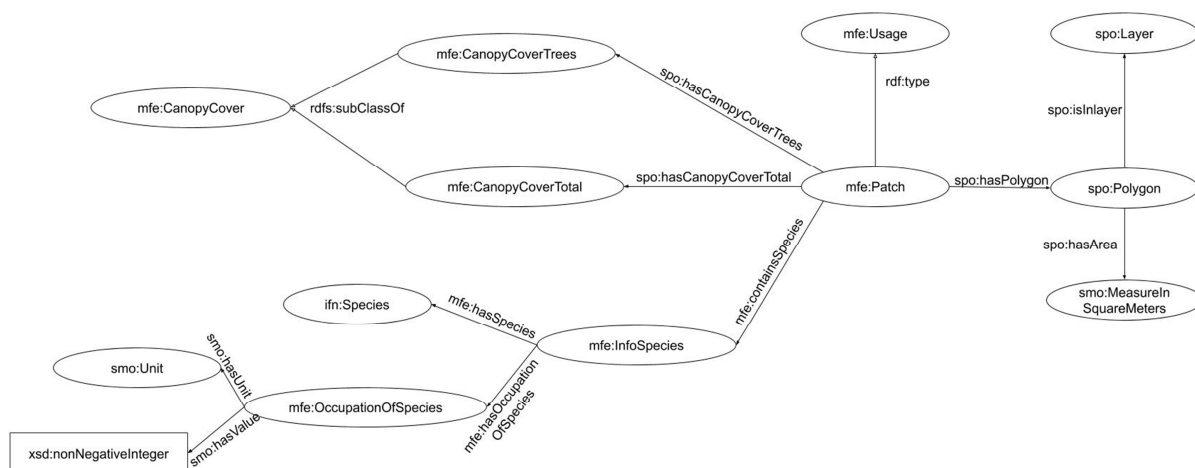 mfe:Usage
spo:Layer
mfe:CanopyCoverTrees
spo:hasCanopyCoverTrees
rdf:type
mfe:CanopyCover
rdfs:subClassOf
spo:isInlayer
mfe:CanopyCoverTotal
spo:hasCanopyCoverTotal
mfe:Patch
spo:hasPolygon
spo:Polygon
spo:hasArea
mfe:containsSpecies
ifn:Species
mfe:hasSpecies
smo:MeasureIn
SquareMeters
mfe:InfoSpecies
smo:Unit
smo:hasUnit
mfe:OccupationOfSpecies
mfe:hasOccupation
OfSpecies
smo:hasValue
xsd:nonNegativeInteger